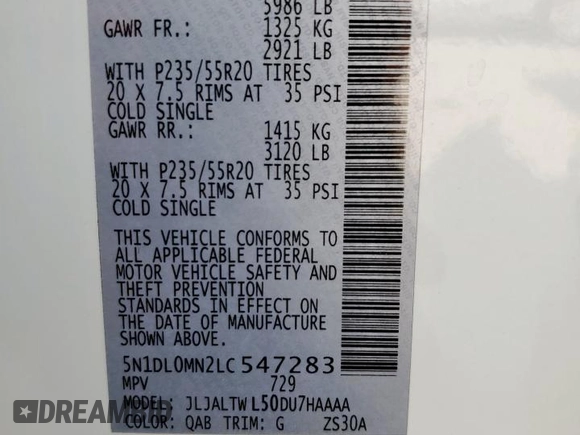 5986 LB
GAWR FR.: 1325 KG
2921 LB
WITH P235/55R20 TIRES
20 X 7.5 RIMS AT 35 PSI
COLD SINGLE
GAWR RR.: 1415 KG
3120 LB
WITH P235/55R20 TIRES
20 X 7.5 RIMS AT 35 PSI
COLD SINGLE
THIS VEHICLE CONFORMS TO
ALL APPLICABLE FEDERAL
MOTOR VEHICLE SAFETY AND
THEFT PREVENTION
STANDARDS IN EFFECT ON
THE DATE OF MANUFACTURE
SHOWN ABOVE.
5N1DL0MN2LC547283
MPV 729
MODEL: JLJALTWL50DU7HAAAA
COLOR: QAB TRIM: G ZS30A
DREAMBID